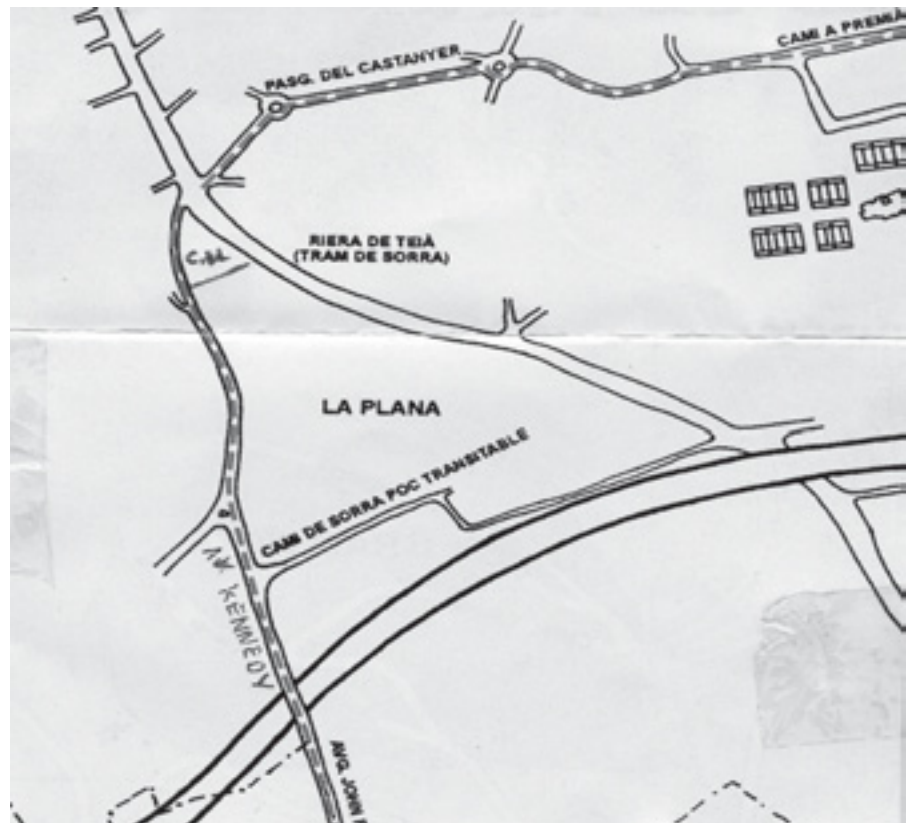 PASG. DEL CASTANYER
CAMI A PREMIÀ
RIERA DE TEIÀ
(TRAM DE SORRA)
LA PLANA
CAMI DE SORRA POC TRANSITABLE
AV. KENNEDY
AVG. JOHN